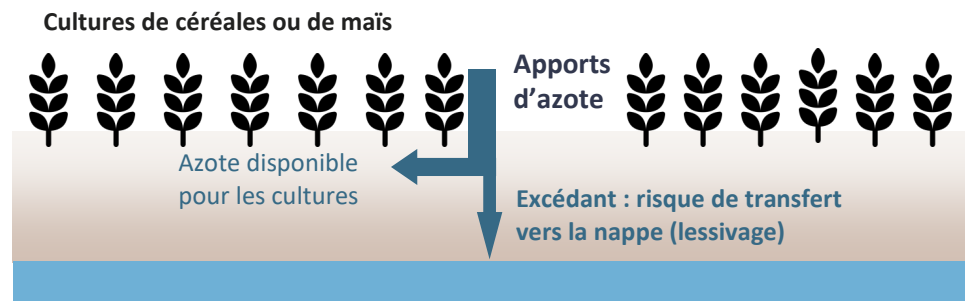 Cultures de céréales ou de maïs
Apports
d'azote
Azote disponible
pour les cultures
Excédant : risque de transfert
vers la nappe (lessivage)